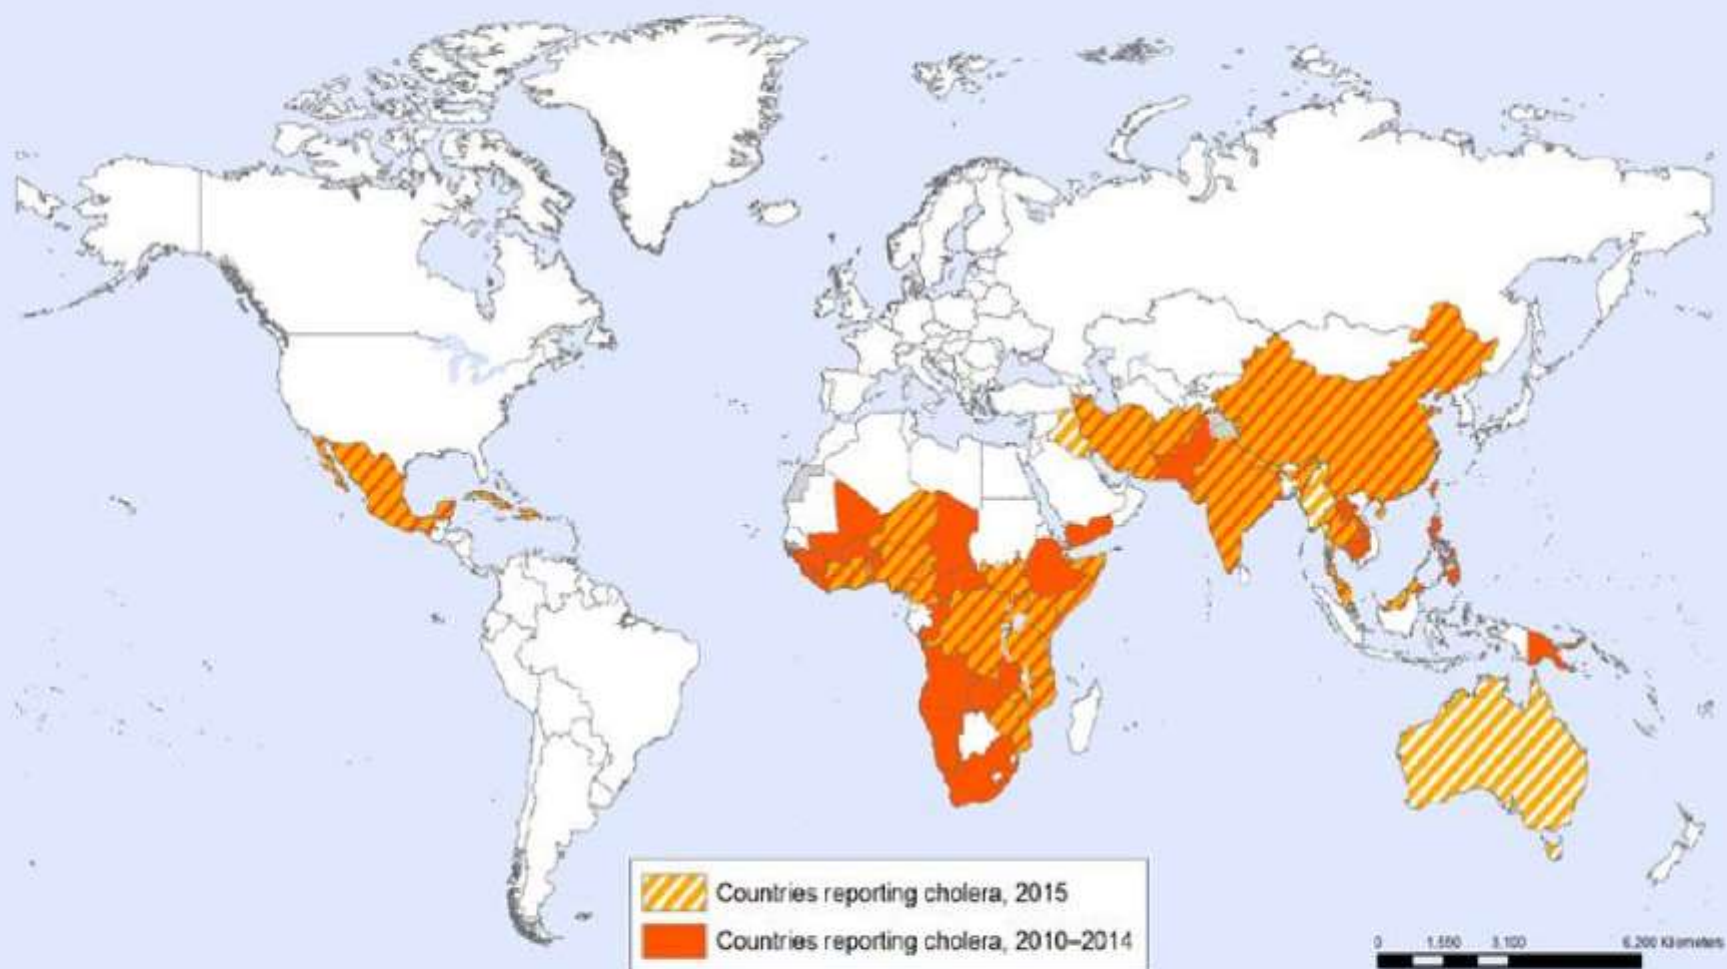 Countries reporting cholera, 2015
Countries reporting cholera, 2010–2014
0 1,550 3,100 6,200 Kilometers